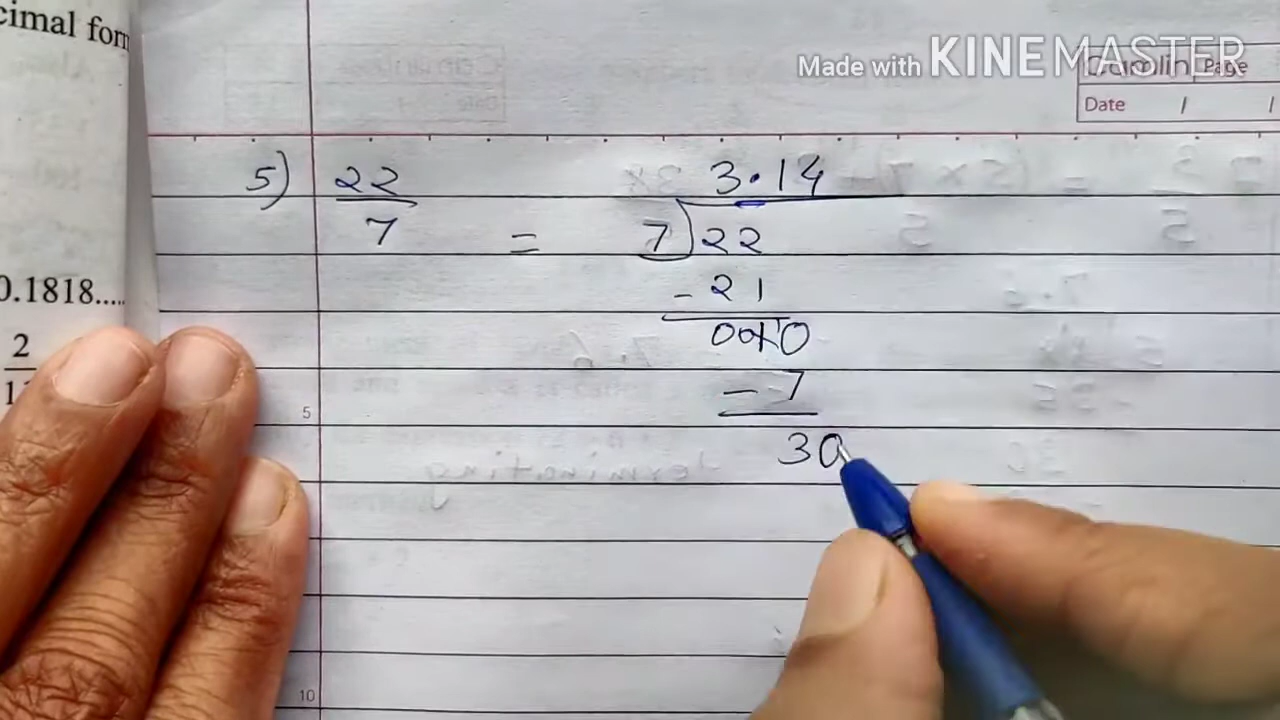 cimal form
Made with KINEMASTER
Camlin Page
Date / /
5) 22/7 = 3.14
7)22
- 21
0010
- 7
30
0.1818.....
2
5
10